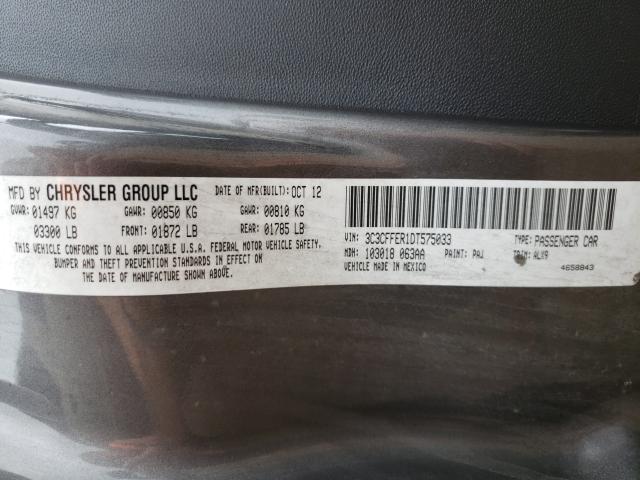 MFD BY CHRYSLER GROUP LLC DATE OF MFR(BUILT): OCT 12
GVWR: 01497 KG GAWR: 00850 KG GAWR: 00810 KG
03300 LB FRONT: 01872 LB REAR: 01785 LB
THIS VEHICLE CONFORMS TO ALL APPLICABLE U.S.A. FEDERAL MOTOR VEHICLE SAFETY,
BUMPER AND THEFT PREVENTION STANDARDS IN EFFECT ON
THE DATE OF MANUFACTURE SHOWN ABOVE.
VIN: 3C3CFFER1DT575033 TYPE: PASSENGER CAR
MDH: 103018 063AA PAINT: PAJ TRIM: ALX9
VEHICLE MADE IN MEXICO 4658843